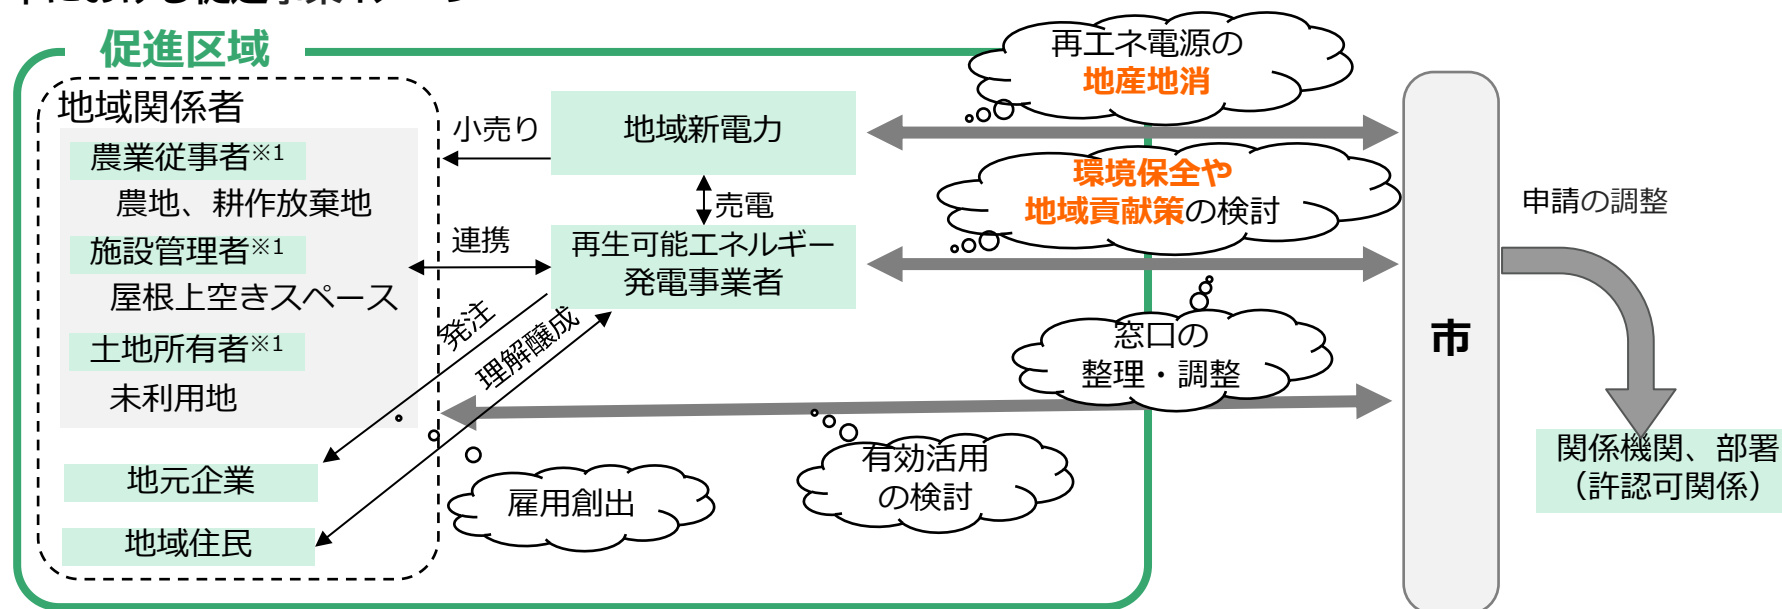 促進区域
地域関係者
農業従事者※1
農地、耕作放棄地
施設管理者※1
屋根上空きスペース
土地所有者※1
未利用地
地元企業
地域住民
小売り
地域新電力
売電
連携
再生可能エネルギー
発電事業者
発注
理解醸成
再エネ電源の
地産地消
環境保全や
地域貢献策の検討
窓口の
整理・調整
有効活用
の検討
雇用創出
市
申請の調整
関係機関、部署
（許認可関係）